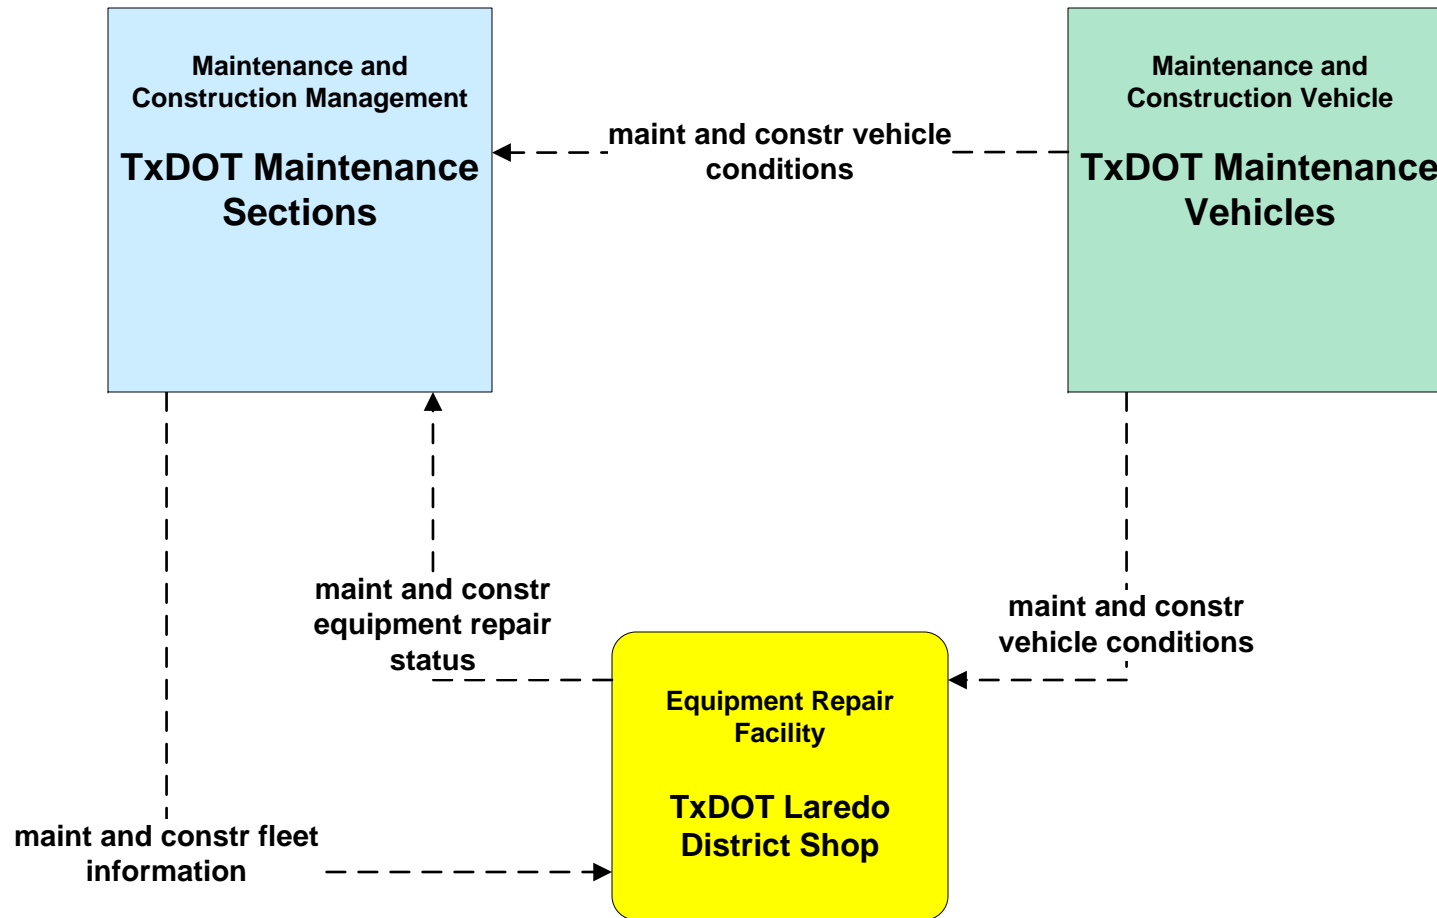 Maintenance and
Construction Management
TxDOT Maintenance
Sections
maint and constr vehicle
conditions
Maintenance and
Construction Vehicle
TxDOT Maintenance
Vehicles
maint and constr
equipment repair
status
maint and constr
vehicle conditions
Equipment Repair
Facility
TxDOT Laredo
District Shop
maint and constr fleet
information